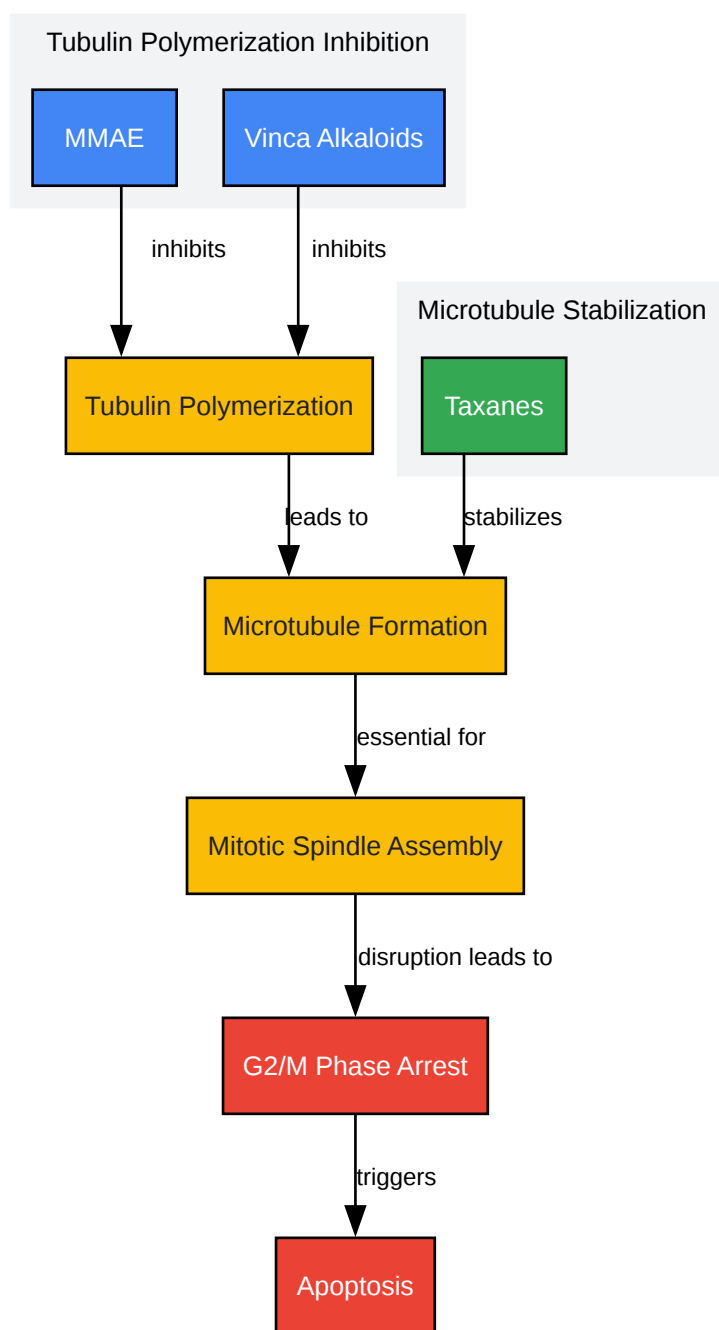 Tubulin Polymerization Inhibition
MMAE
Vinca Alkaloids
inhibits
inhibits
Microtubule Stabilization
Tubulin Polymerization
Taxanes
leads to
stabilizes
Microtubule Formation
essential for
Mitotic Spindle Assembly
disruption leads to
G2/M Phase Arrest
triggers
Apoptosis